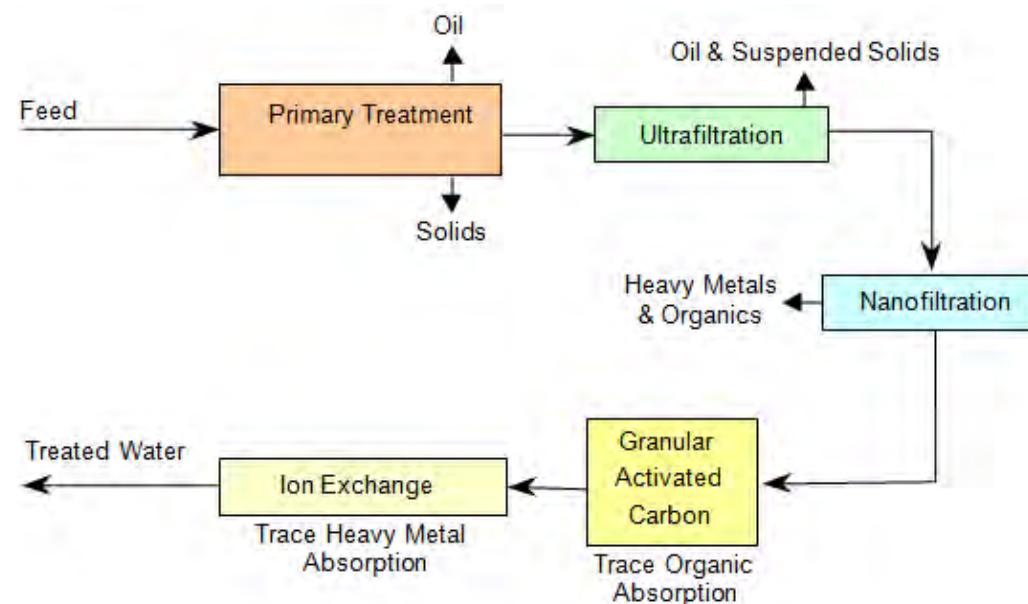 Oil
Feed
Primary Treatment
Solids
Oil & Suspended Solids
Ultrafiltration
Heavy Metals
& Organics
Nanofiltration
Granular
Activated
Carbon
Trace Organic
Absorption
Ion Exchange
Trace Heavy Metal
Absorption
Treated Water